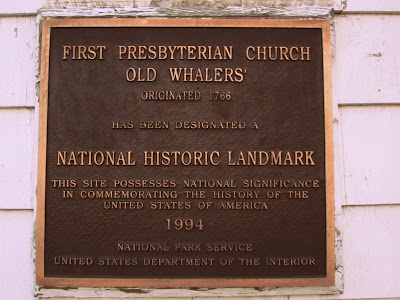 FIRST PRESBYTERIAN CHURCH
OLD WHALERS'
ORIGINATED 1766
HAS BEEN DESIGNATED A
NATIONAL HISTORIC LANDMARK
THIS SITE POSSESSES NATIONAL SIGNIFICANCE
IN COMMEMORATING THE HISTORY OF THE
UNITED STATES OF AMERICA
1994
NATIONAL PARK SERVICE
UNITED STATES DEPARTMENT OF THE INTERIOR